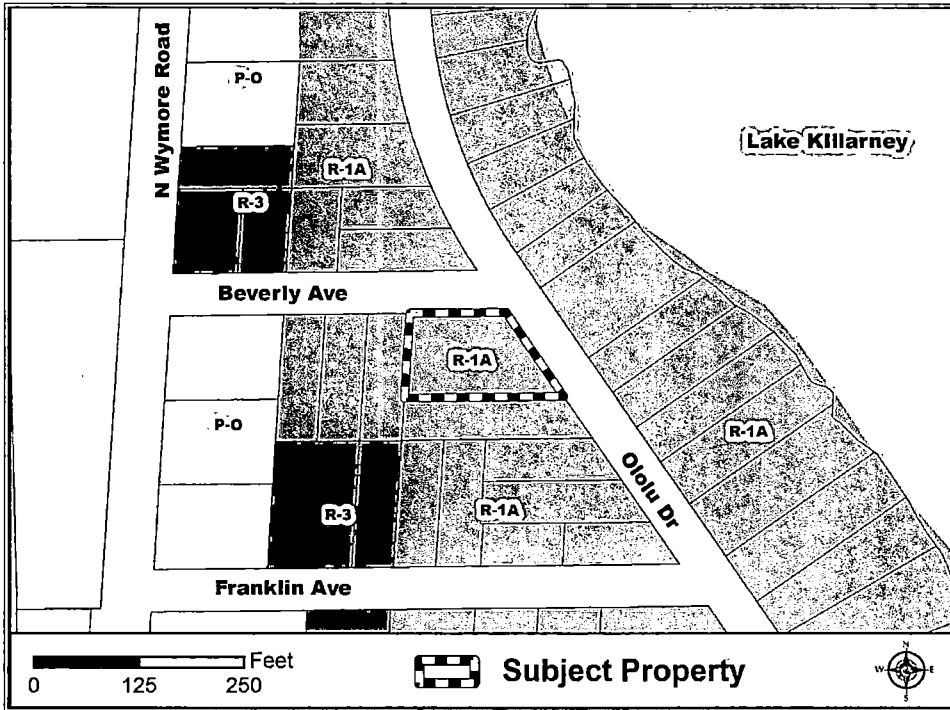 N Wymore Road
P-O
Lake Killarney
R-1A
R-3
Beverly Ave
R-1A
P-O
R-1A
Ololu Dr
R-3
R-1A
Franklin Ave
Feet
0 125 250
Subject Property
N
W E
S